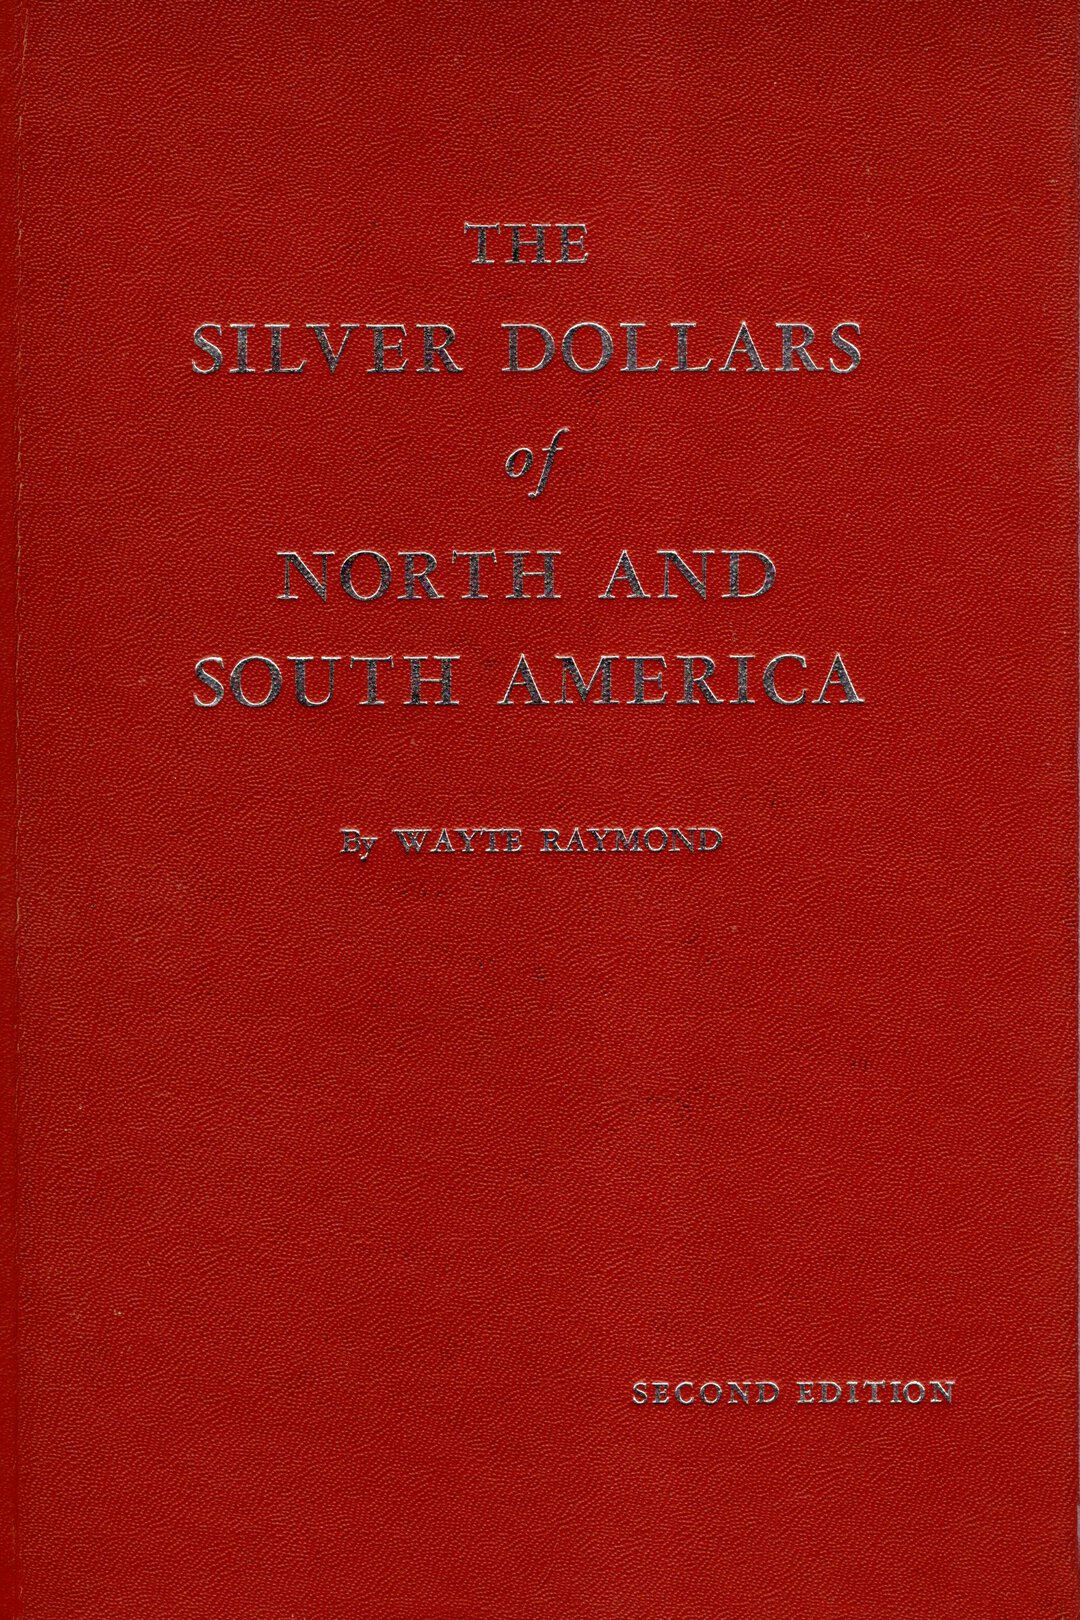 THE
SILVER DOLLARS
of
NORTH AND
SOUTH AMERICA
By WAYTE RAYMOND
SECOND EDITION